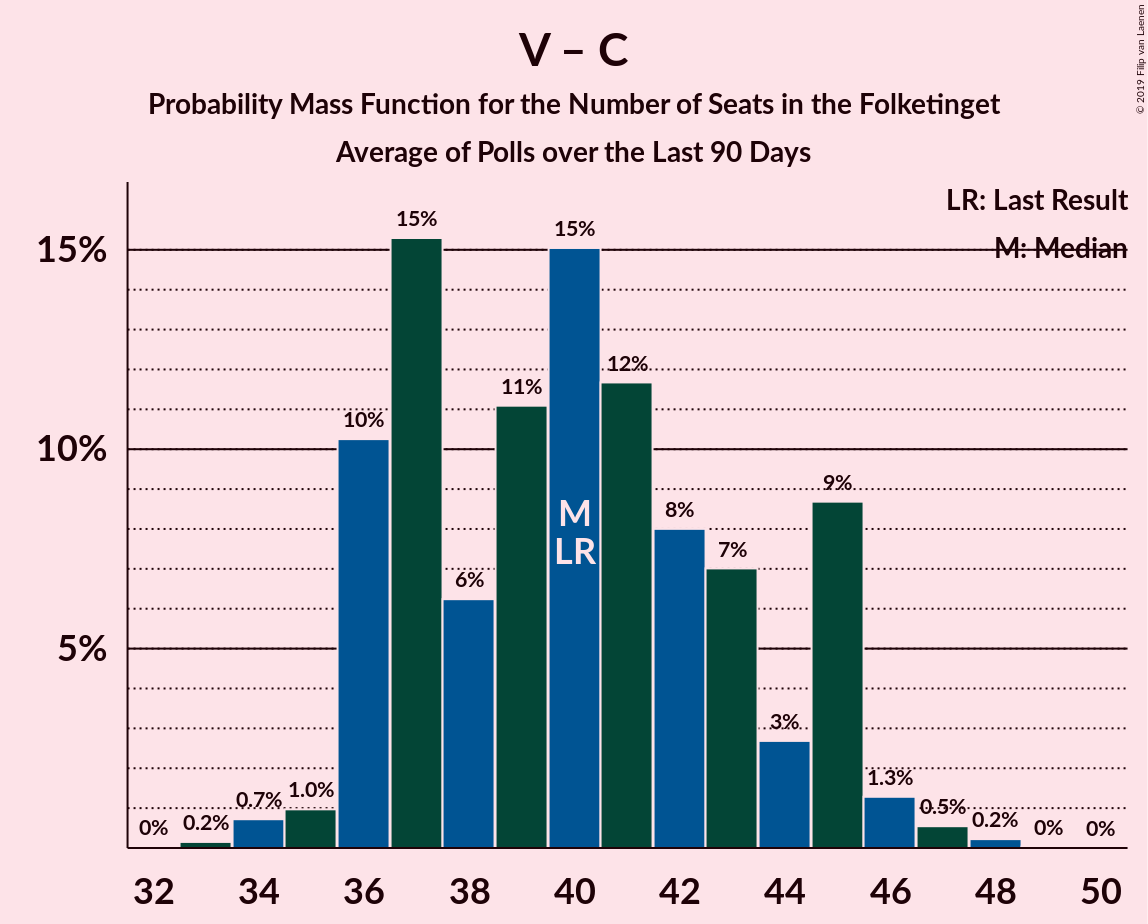 V – C
Probability Mass Function for the Number of Seats in the Folketinget
Average of Polls over the Last 90 Days
© 2019 Filip van Laenen
LR: Last Result
M: Median
15%
10%
5%
0%
0.2%
0.7%
1.0%
10%
15%
6%
11%
15%
12%
8%
7%
3%
9%
1.3%
0.5%
0.2%
0%
0%
M
LR
32 34 36 38 40 42 44 46 48 50